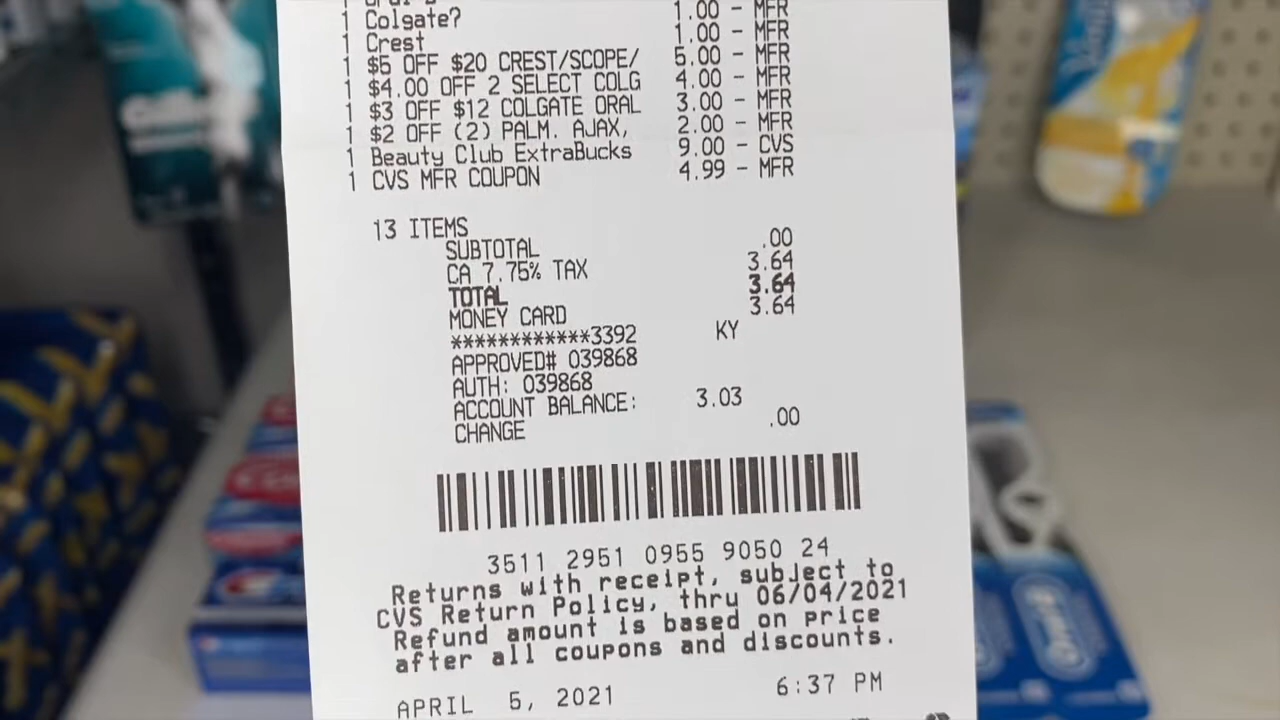 1 Colgate? 1.00 - MFR
1 Crest 1.00 - MFR
1 $5 OFF $20 CREST/SCOPE/ 5.00 - MFR
1 $4.00 OFF 2 SELECT COLG 4.00 - MFR
1 $3 OFF $12 COLGATE ORAL 3.00 - MFR
1 $2 OFF (2) PALM. AJAX, 2.00 - MFR
1 Beauty Club ExtraBucks 9.00 - CVS
1 CVS MFR COUPON 4.99 - MFR
13 ITEMS
SUBTOTAL .00
CA 7.75% TAX 3.64
TOTAL 3.64
MONEY CARD 3.64
************3392 KY
APPROVED# 039868
AUTH: 039868
ACCOUNT BALANCE: 3.03
CHANGE .00
3511 2951 0955 9050 24
Returns with receipt, subject to
CVS Return Policy, thru 06/04/2021
Refund amount is based on price
after all coupons and discounts.
APRIL 5, 2021 6:37 PM